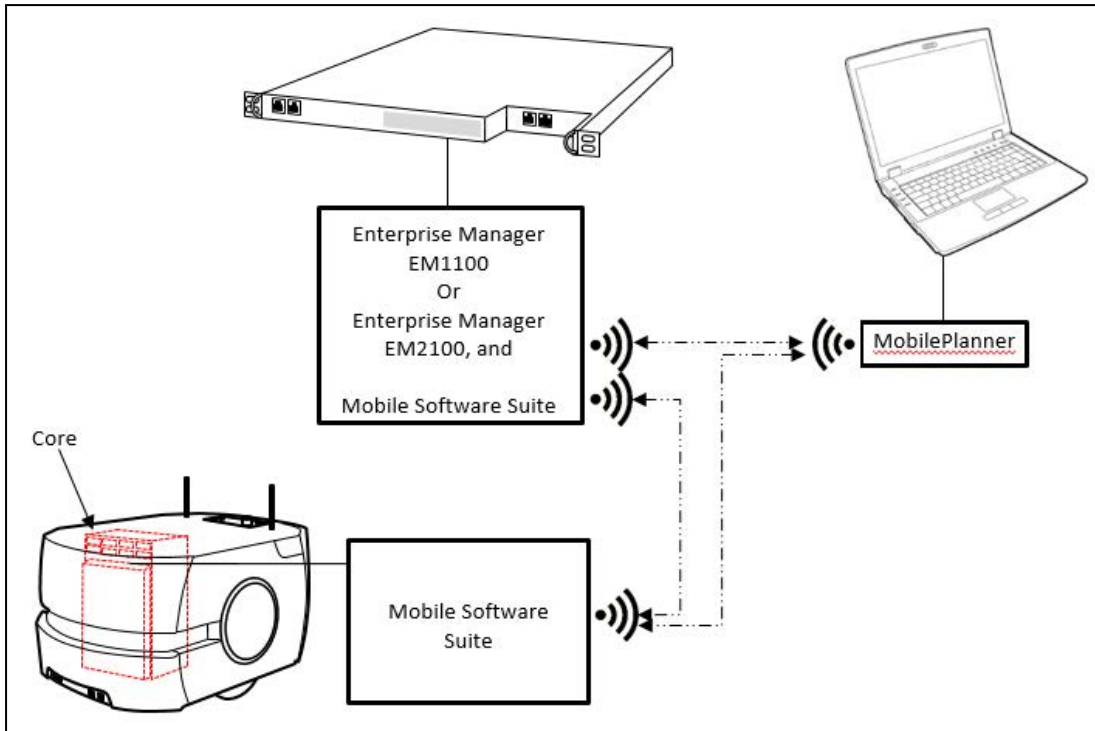 Enterprise Manager
EM1100
Or
Enterprise Manager
EM2100, and
Mobile Software Suite
MobilePlanner
Core
Mobile Software
Suite